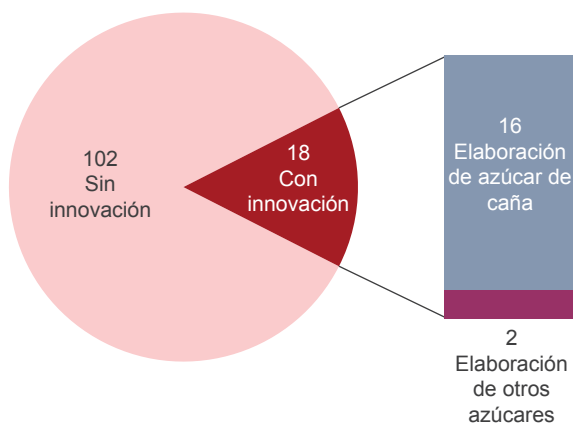 102
Sin
innovación
18
Con
innovación
16
Elaboración
de azúcar de
caña
2
Elaboración
de otros
azúcares